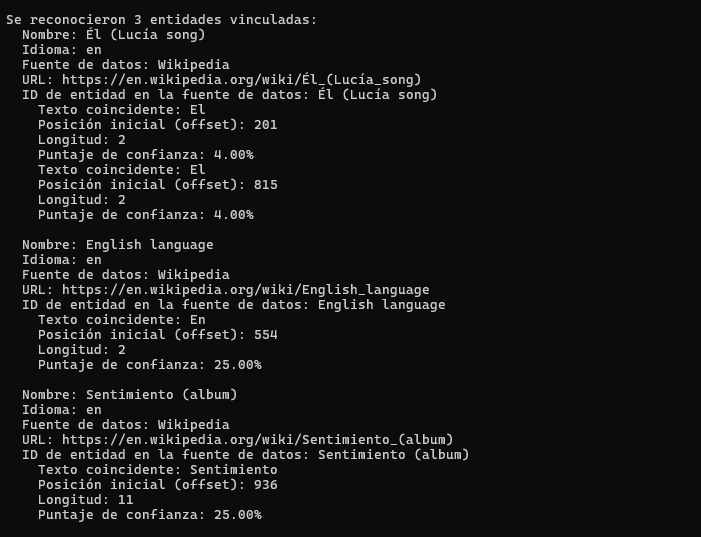 Se reconocieron 3 entidades vinculadas:
Nombre: Él (Lucía song)
Idioma: en
Fuente de datos: Wikipedia
URL: https://en.wikipedia.org/wiki/Él_(Lucía_song)
ID de entidad en la fuente de datos: Él (Lucía song)
Texto coincidente: El
Posición inicial (offset): 201
Longitud: 2
Puntaje de confianza: 4.00%
Texto coincidente: El
Posición inicial (offset): 815
Longitud: 2
Puntaje de confianza: 4.00%
Nombre: English language
Idioma: en
Fuente de datos: Wikipedia
URL: https://en.wikipedia.org/wiki/English_language
ID de entidad en la fuente de datos: English language
Texto coincidente: En
Posición inicial (offset): 554
Longitud: 2
Puntaje de confianza: 25.00%
Nombre: Sentimiento (album)
Idioma: en
Fuente de datos: Wikipedia
URL: https://en.wikipedia.org/wiki/Sentimiento_(album)
ID de entidad en la fuente de datos: Sentimiento (album)
Texto coincidente: Sentimiento
Posición inicial (offset): 936
Longitud: 11
Puntaje de confianza: 25.00%